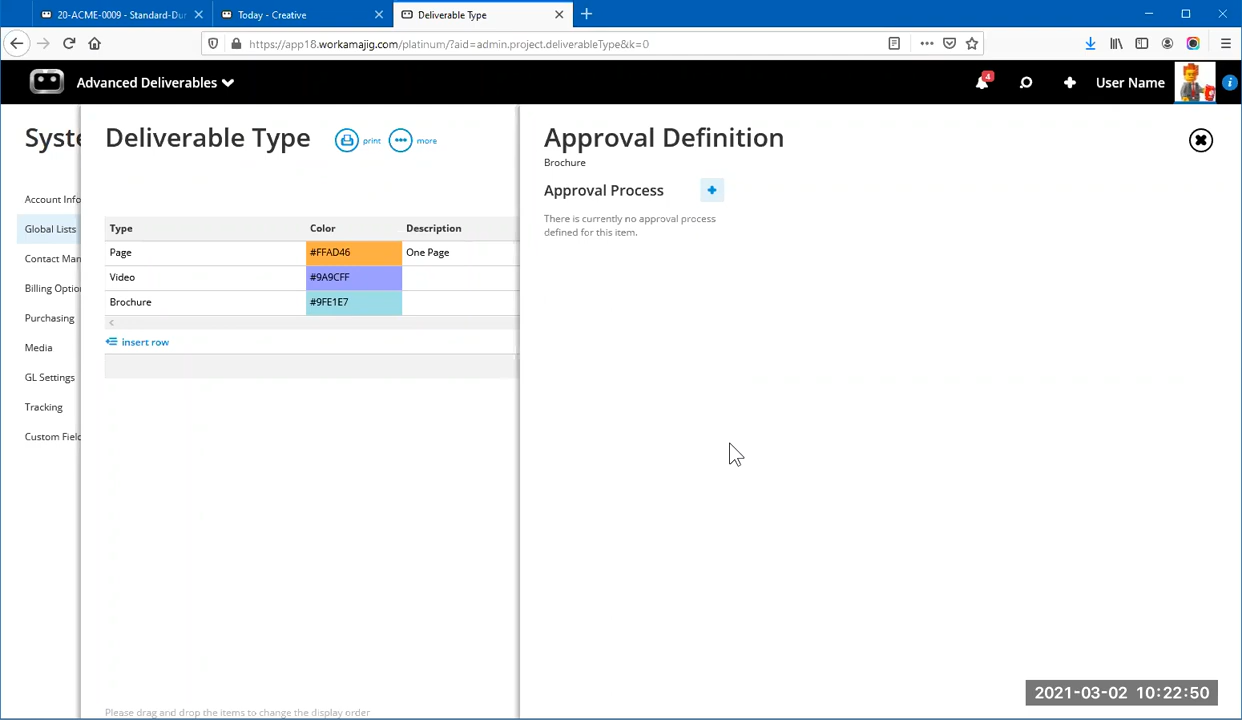 20-ACME-0009 - Standard-Dur
Today - Creative
Deliverable Type
https://app18.workamajig.com/platinum/?aid=admin.project.deliverableType&k=0
Advanced Deliverables
4
User Name
Syste
Account Info
Global Lists
Contact Man
Billing Optio
Purchasing
Media
GL Settings
Tracking
Custom Field
Deliverable Type
print
more
Type Color Description
Page #FFAD46 One Page
Video #9A9CFF
Brochure #9FE1E7
insert row
Please drag and drop the items to change the display order
Approval Definition
Brochure
Approval Process
There is currently no approval process
defined for this item.
2021-03-02 10:22:50